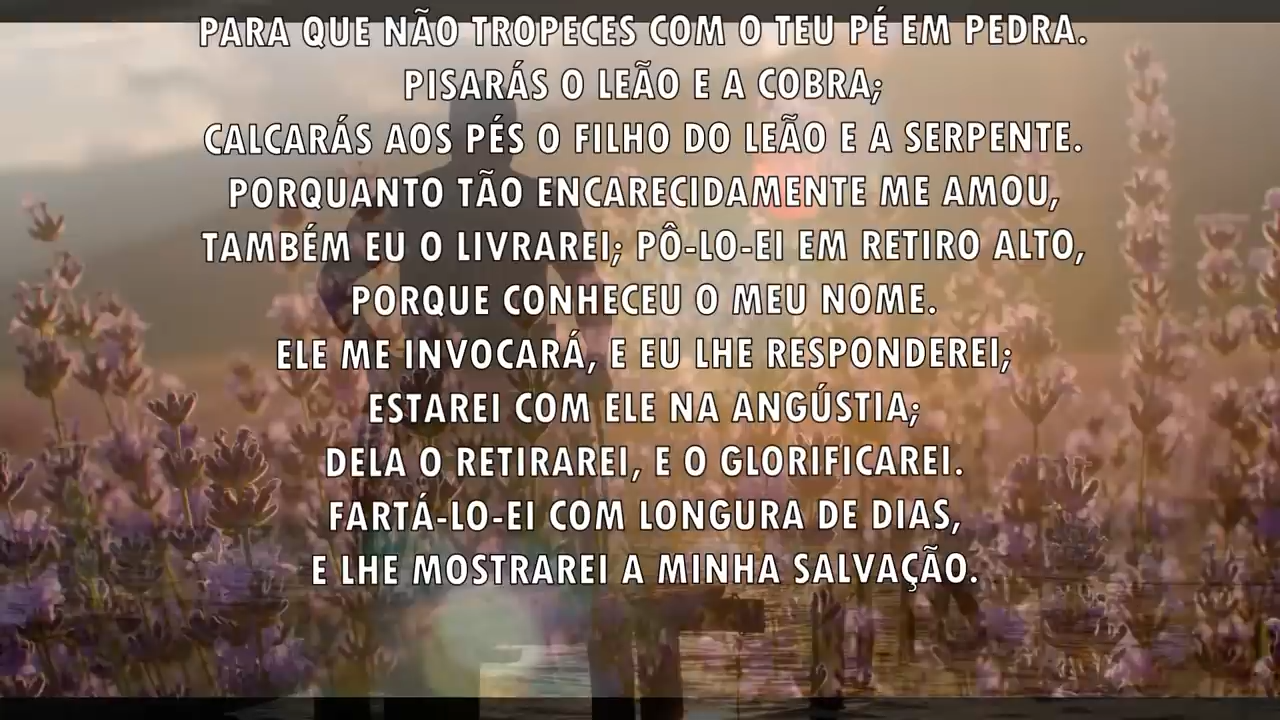 PARA QUE NÃO TROPECES COM O TEU PÉ EM PEDRA.
PISARÁS O LEÃO E A COBRA;
CALCARÁS AOS PÉS O FILHO DO LEÃO E A SERPENTE.
PORQUANTO TÃO ENCARECIDAMENTE ME AMOU,
TAMBÉM EU O LIVRAREI; PÔ-LO-EI EM RETIRO ALTO,
PORQUE CONHECEU O MEU NOME.
ELE ME INVOCARÁ, E EU LHE RESPONDEREI;
ESTAREI COM ELE NA ANGÚSTIA;
DELA O RETIRAREI, E O GLORIFICAREI.
FARTÁ-LO-EI COM LONGURA DE DIAS,
E LHE MOSTRAREI A MINHA SALVAÇÃO.